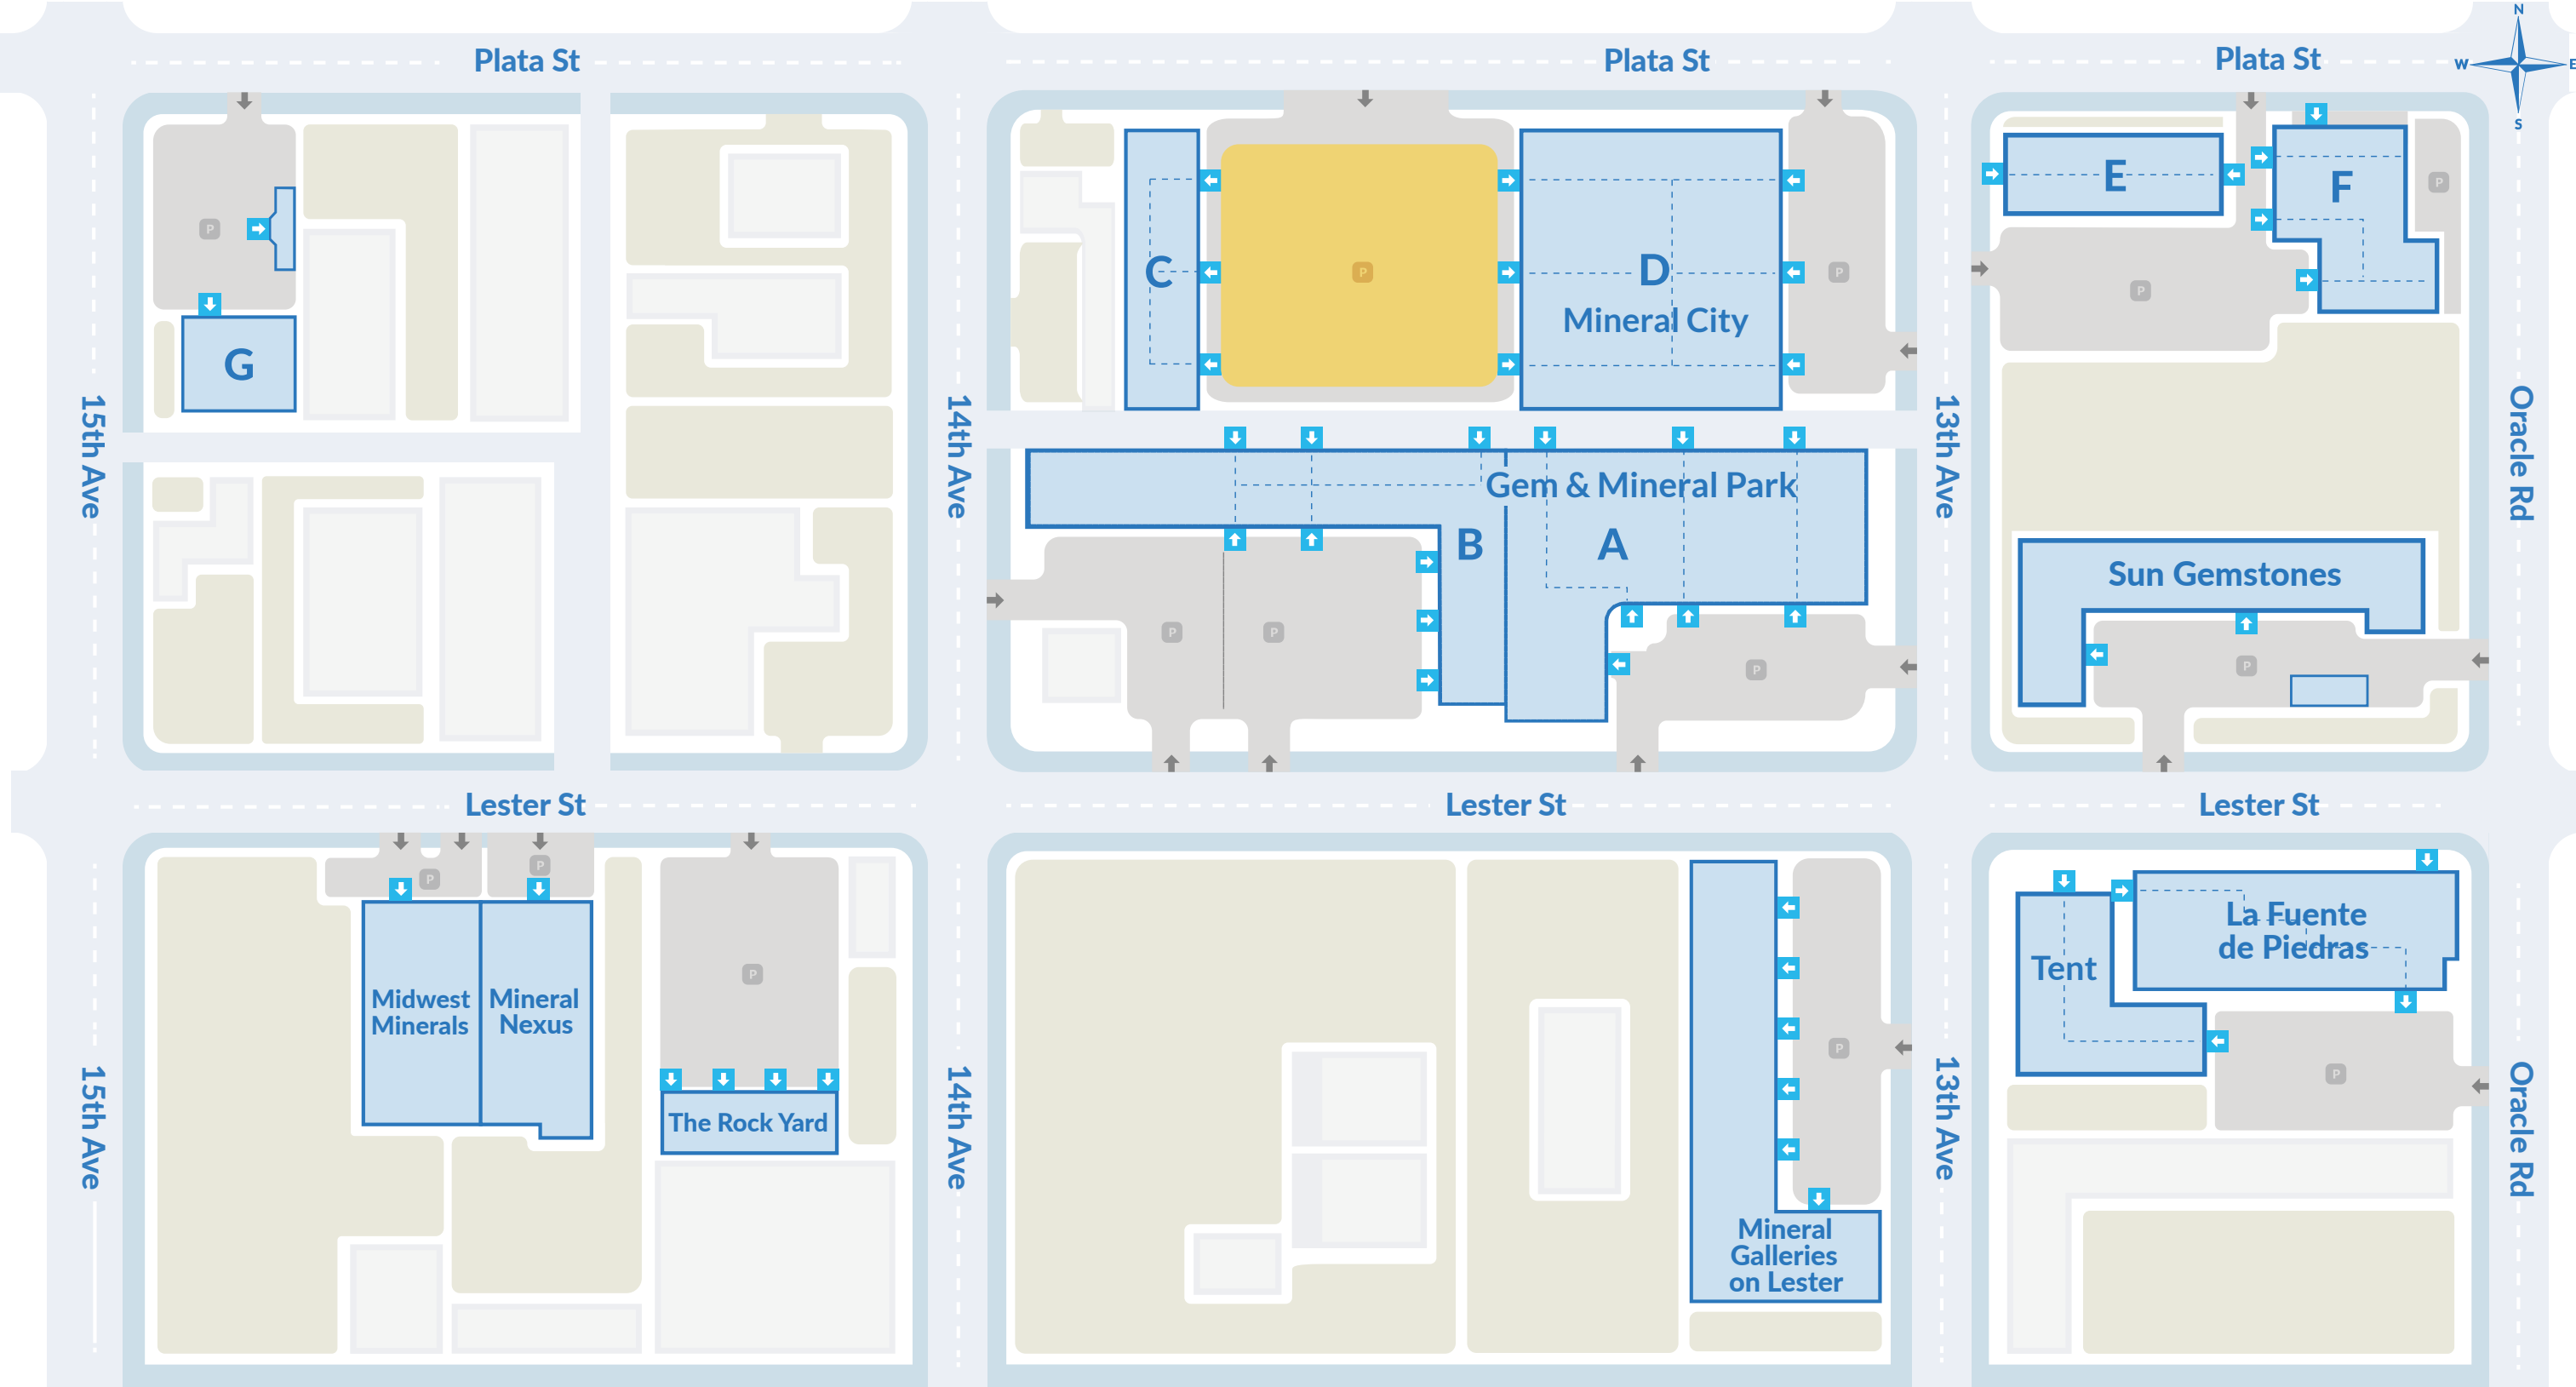 N
Plata St
Plata St
Plata St
W
E
S
E
F
P
P
G
C
P
D
P
P
Mineral City
15th Ave
14th Ave
13th Ave
Oracle Rd
Gem & Mineral Park
B
A
Sun Gemstones
P
P
P
P
Lester St
Lester St
Lester St
P
P
La Fuente
de Piedras
Tent
P
Midwest
Minerals
Mineral
Nexus
P
P
The Rock Yard
15th Ave
14th Ave
13th Ave
Oracle Rd
Mineral
Galleries
on Lester